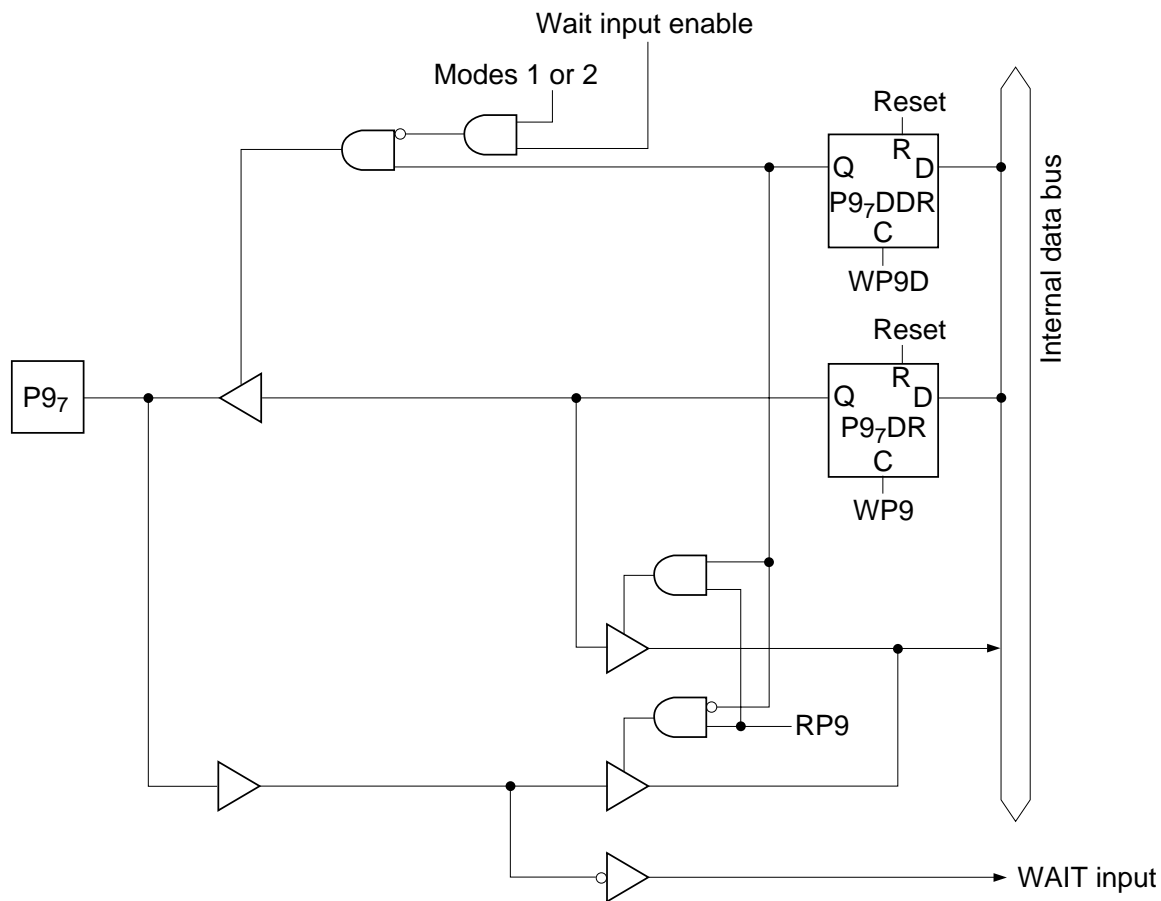 Wait input enable
Modes 1 or 2
Reset
R
Q
D
P9₇DDR
C
WP9D
Internal data bus
Reset
R
Q
D
P9₇DR
C
WP9
P9₇
RP9
WAIT input